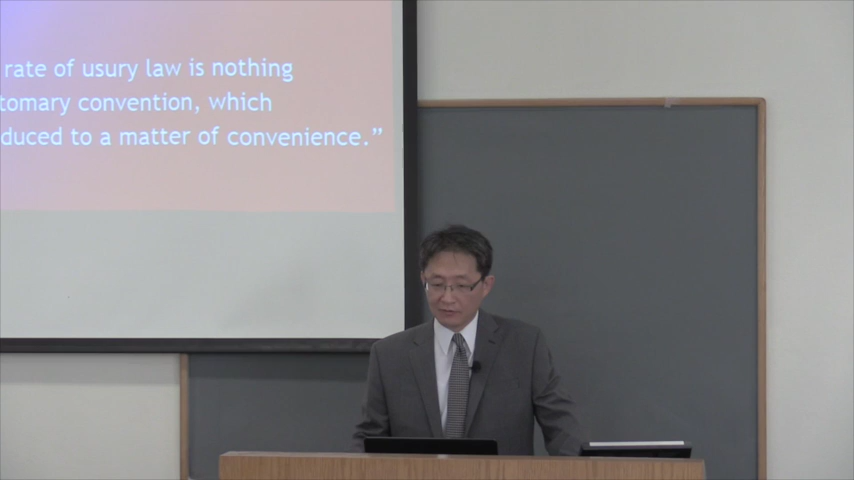 rate of usury law is nothing
tomary convention, which
duced to a matter of convenience.”